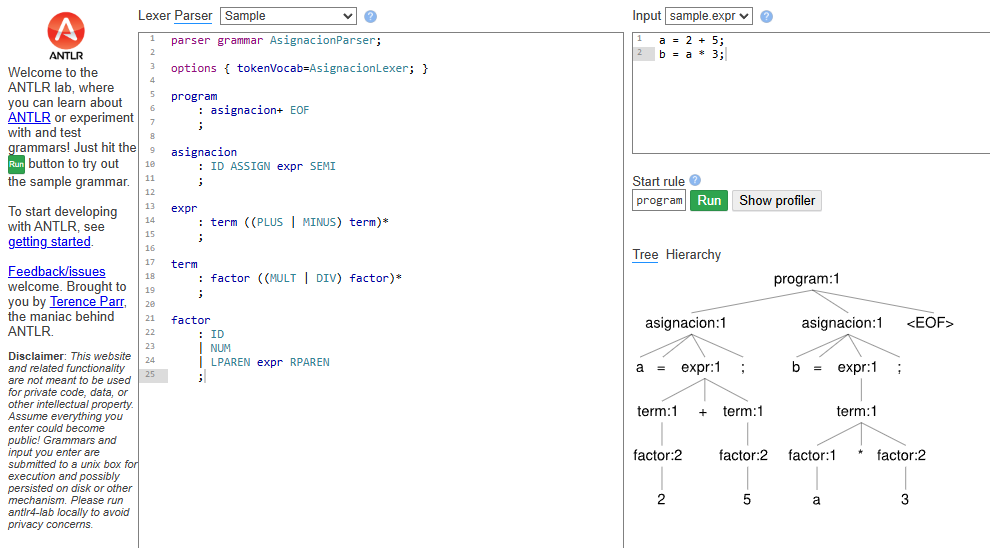 ANTLR
Welcome to the
ANTLR lab, where
you can learn about
ANTLR or experiment
with and test
grammars! Just hit the
Run button to try out
the sample grammar.
To start developing
with ANTLR, see
getting started.
Feedback/issues
welcome. Brought to
you by Terence Parr,
the maniac behind
ANTLR.
Disclaimer: This website
and related functionality
are not meant to be used
for private code, data, or
other intellectual property.
Assume everything you
enter could become
public! Grammars and
input you enter are
submitted to a unix box for
execution and possibly
persisted on disk or other
mechanism. Please run
antlr4-lab locally to avoid
privacy concerns.
Lexer Parser Sample ?
1 parser grammar AsignacionParser;
2
3 options { tokenVocab=AsignacionLexer; }
4
5 program
6 : asignacion+ EOF
7 ;
8
9 asignacion
10 : ID ASSIGN expr SEMI
11 ;
12
13 expr
14 : term ((PLUS | MINUS) term)*
15 ;
16
17 term
18 : factor ((MULT | DIV) factor)*
19 ;
20
21 factor
22 : ID
23 | NUM
24 | LPAREN expr RPAREN
25 ;
Input sample.expr ?
1 a = 2 + 5;
2 b = a * 3;
Start rule ?
program Run Show profiler
Tree Hierarchy
program:1
asignacion:1 asignacion:1 <EOF>
a = expr:1 ; b = expr:1 ;
term:1 + term:1 term:1
factor:2 factor:2 factor:1 * factor:2
2 5 a 3